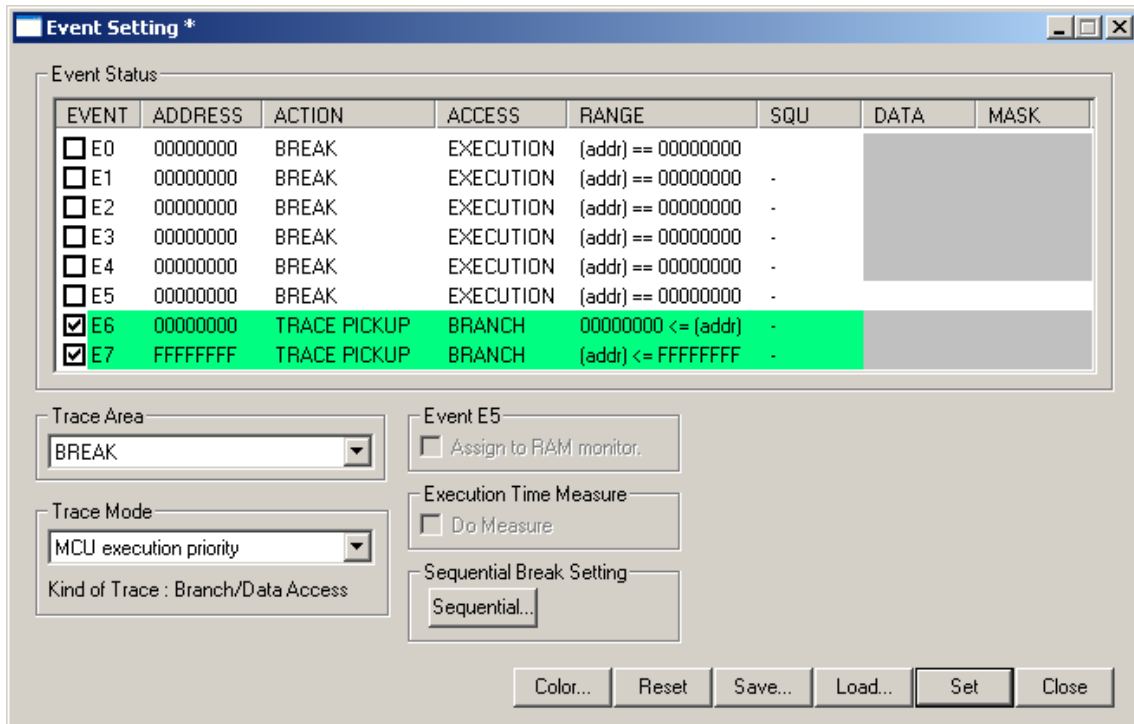 Event Setting *
Event Status
EVENT ADDRESS ACTION ACCESS RANGE SQU DATA MASK
E0 00000000 BREAK EXECUTION (addr) == 00000000
E1 00000000 BREAK EXECUTION (addr) == 00000000 -
E2 00000000 BREAK EXECUTION (addr) == 00000000 -
E3 00000000 BREAK EXECUTION (addr) == 00000000 -
E4 00000000 BREAK EXECUTION (addr) == 00000000 -
E5 00000000 BREAK EXECUTION (addr) == 00000000 -
E6 00000000 TRACE PICKUP BRANCH 00000000 <= (addr) -
E7 FFFFFFFF TRACE PICKUP BRANCH (addr) <= FFFFFFFF -
Trace Area
BREAK
Trace Mode
MCU execution priority
Kind of Trace : Branch/Data Access
Event E5
Assign to RAM monitor.
Execution Time Measure
Do Measure
Sequential Break Setting
Sequential...
Color... Reset Save... Load... Set Close